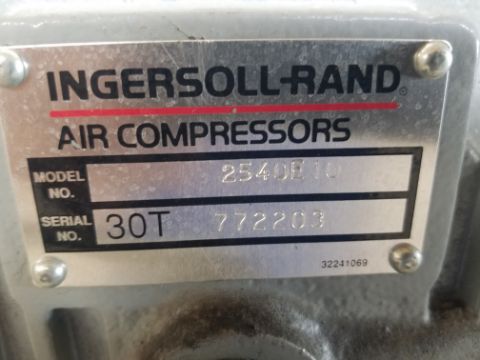 INGERSOLL-RAND®
AIR COMPRESSORS
MODEL NO. 2540E10
SERIAL NO. 30T 772203
32241069